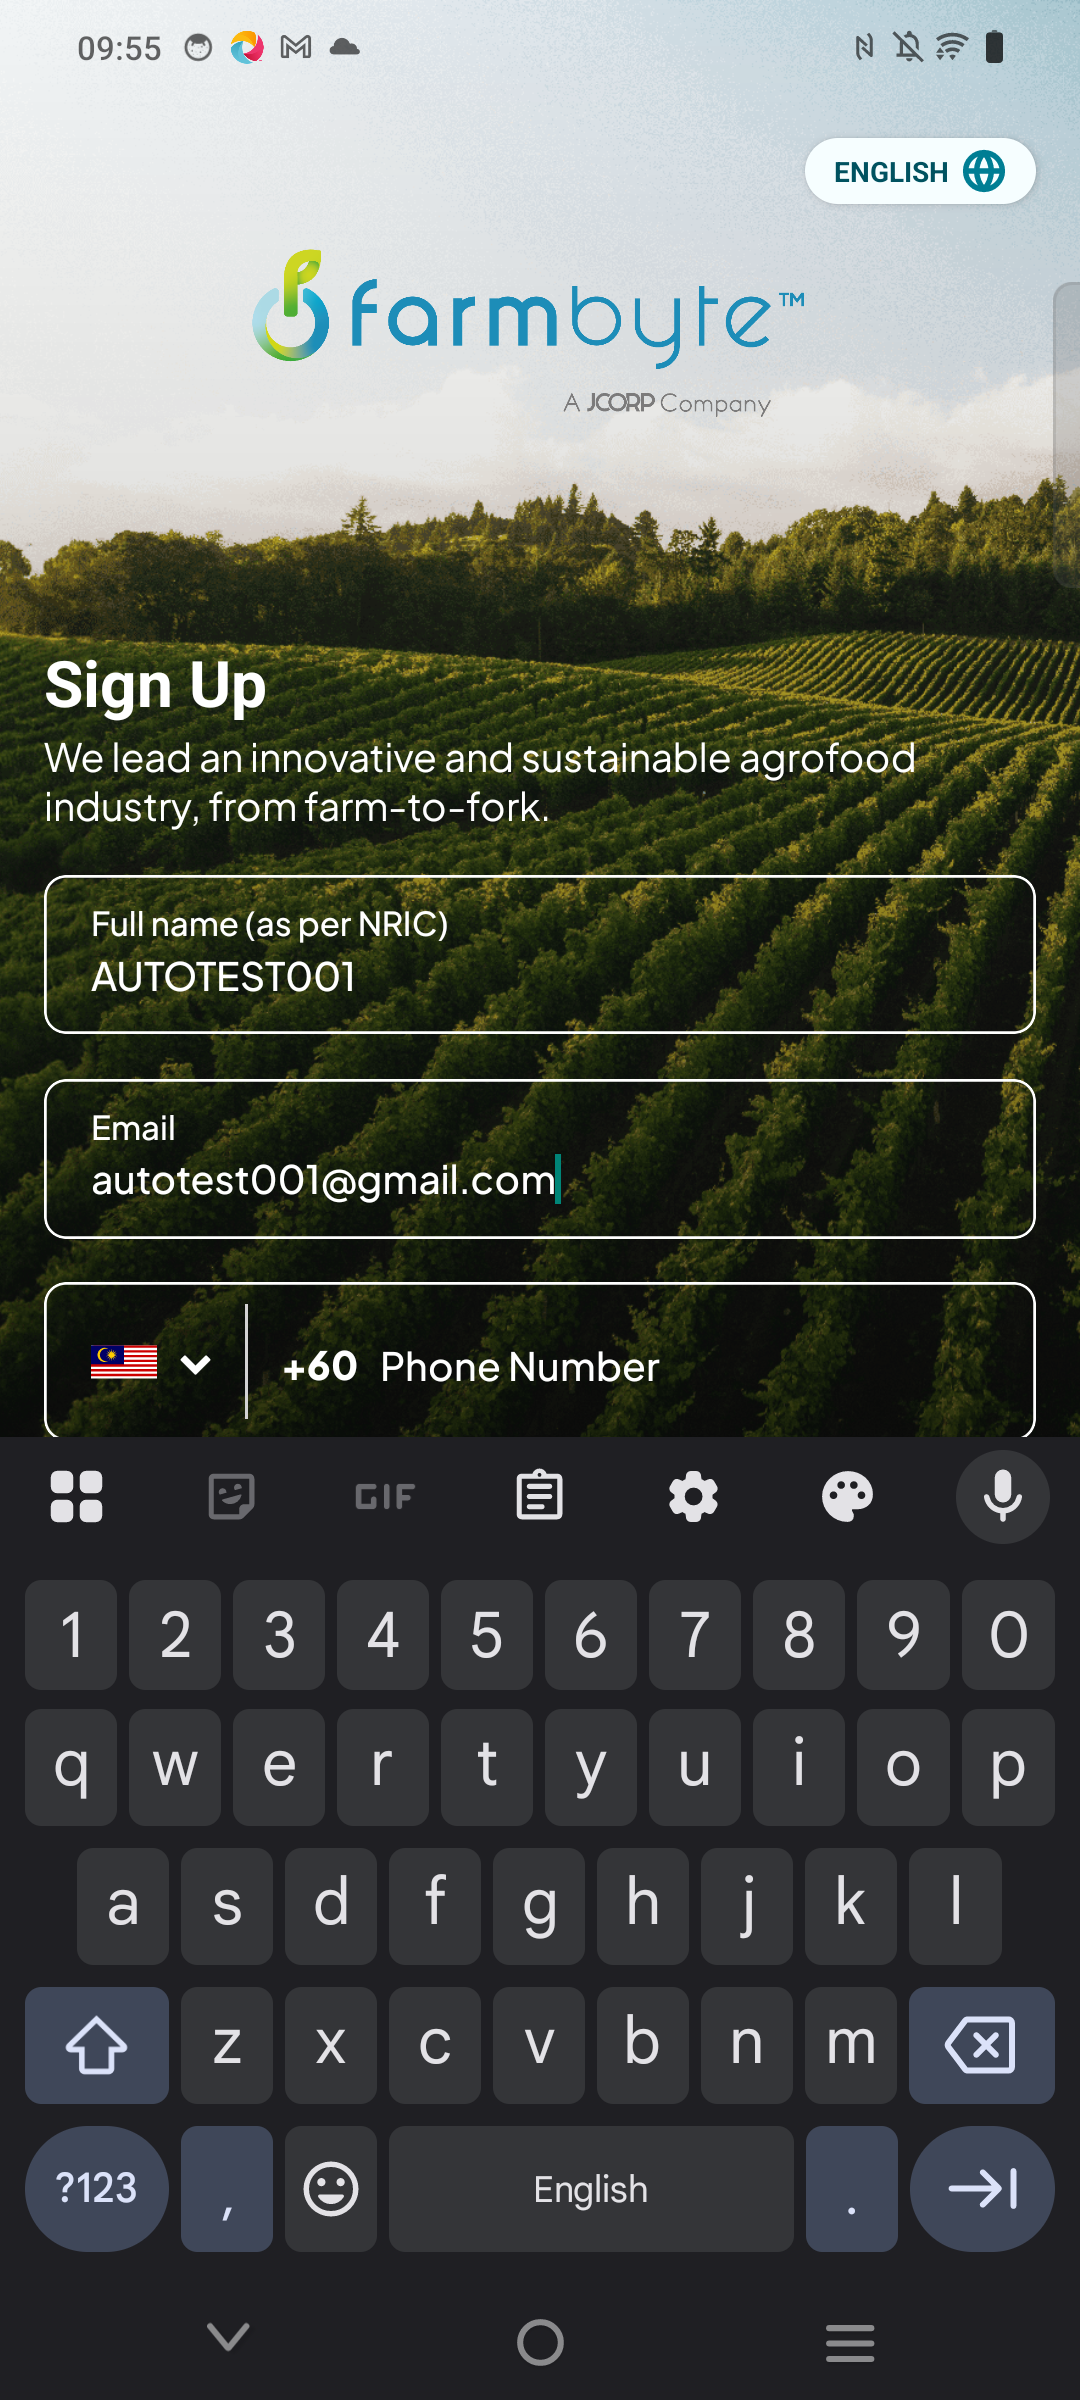 09:55
ENGLISH
farmbyte™
A JCORP Company
Sign Up
We lead an innovative and sustainable agrofood
industry, from farm-to-fork.
Full name (as per NRIC)
AUTOTEST001
Email
autotest001@gmail.com
+60 Phone Number
GIF
1 2 3 4 5 6 7 8 9 0
q w e r t y u i o p
a s d f g h j k l
z x c v b n m
?123 , English .